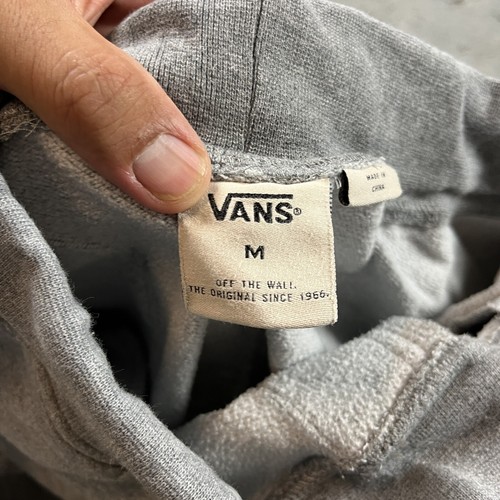 VANS®
M
OFF THE WALL.
THE ORIGINAL SINCE 1966.
MADE IN
CHINA